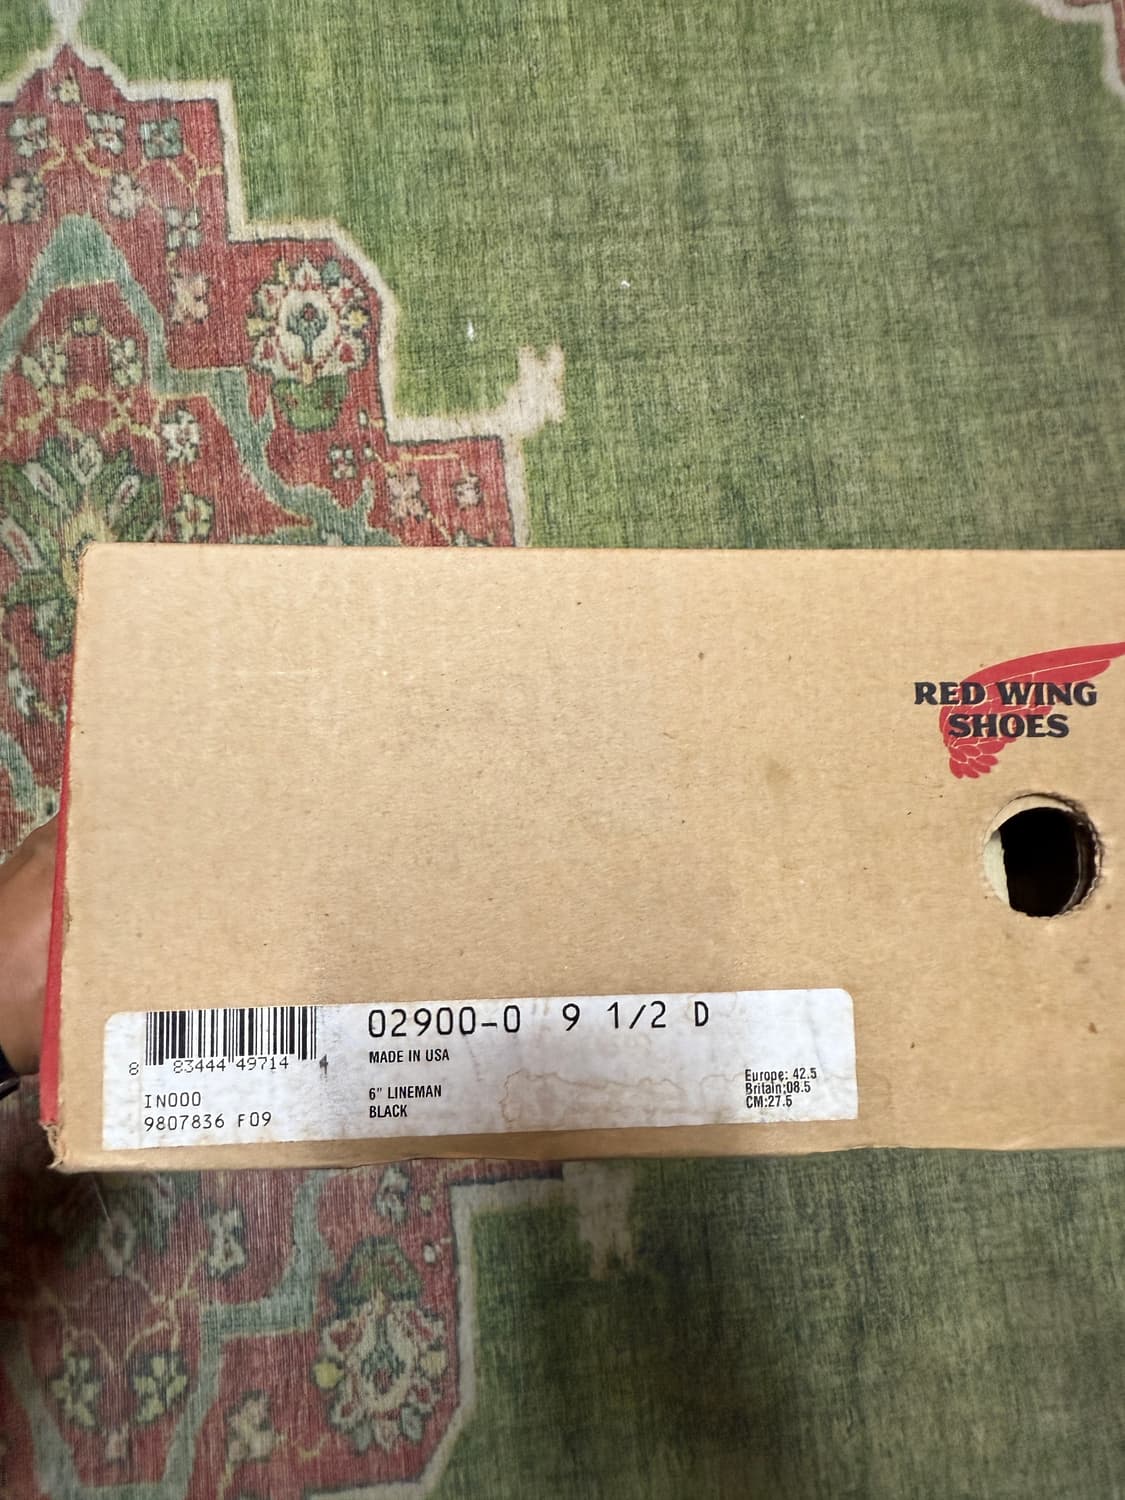 RED WING
SHOES
02900-0 9 1/2 D
8 83444 49714 4
MADE IN USA
IN000
9807836 F09
6" LINEMAN
BLACK
Europe: 42.5
Britain:08.5
CM:27.5